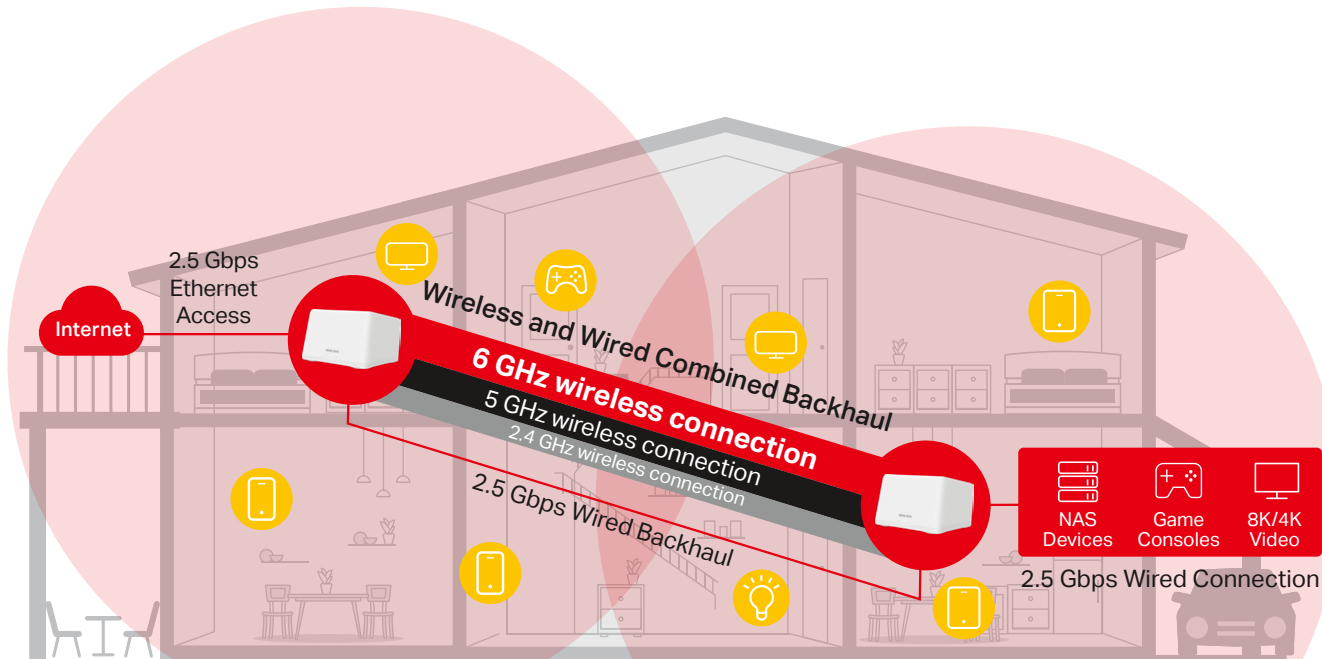 2.5 Gbps
Ethernet
Access
Internet
Wireless and Wired Combined Backhaul
6 GHz wireless connection
5 GHz wireless connection
2.4 GHz wireless connection
2.5 Gbps Wired Backhaul
NAS
Devices
Game
Consoles
8K/4K
Video
2.5 Gbps Wired Connection